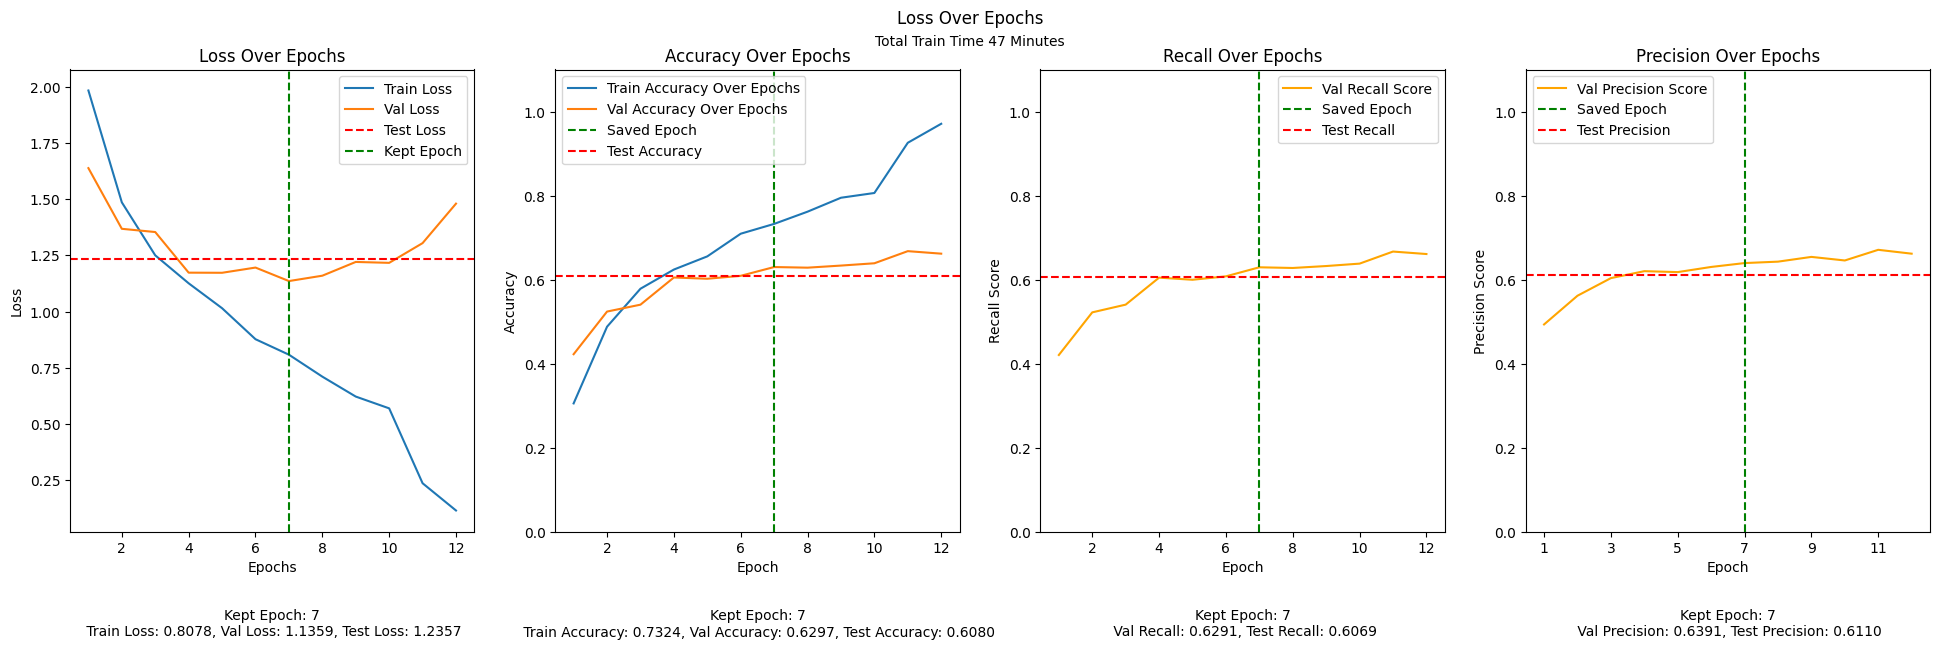 Loss Over Epochs
Total Train Time 47 Minutes
Loss Over Epochs
2.00
1.75
1.50
1.25
1.00
0.75
0.50
0.25
Loss
Train Loss
Val Loss
Test Loss
Kept Epoch
2 4 6 8 10 12
Epochs
Kept Epoch: 7
Train Loss: 0.8078, Val Loss: 1.1359, Test Loss: 1.2357
Accuracy Over Epochs
1.0
0.8
0.6
0.4
0.2
0.0
Accuracy
Train Accuracy Over Epochs
Val Accuracy Over Epochs
Saved Epoch
Test Accuracy
2 4 6 8 10 12
Epoch
Kept Epoch: 7
Train Accuracy: 0.7324, Val Accuracy: 0.6297, Test Accuracy: 0.6080
Recall Over Epochs
1.0
0.8
0.6
0.4
0.2
0.0
Recall Score
Val Recall Score
Saved Epoch
Test Recall
2 4 6 8 10 12
Epoch
Kept Epoch: 7
Val Recall: 0.6291, Test Recall: 0.6069
Precision Over Epochs
1.0
0.8
0.6
0.4
0.2
0.0
Precision Score
Val Precision Score
Saved Epoch
Test Precision
1 3 5 7 9 11
Epoch
Kept Epoch: 7
Val Precision: 0.6391, Test Precision: 0.6110